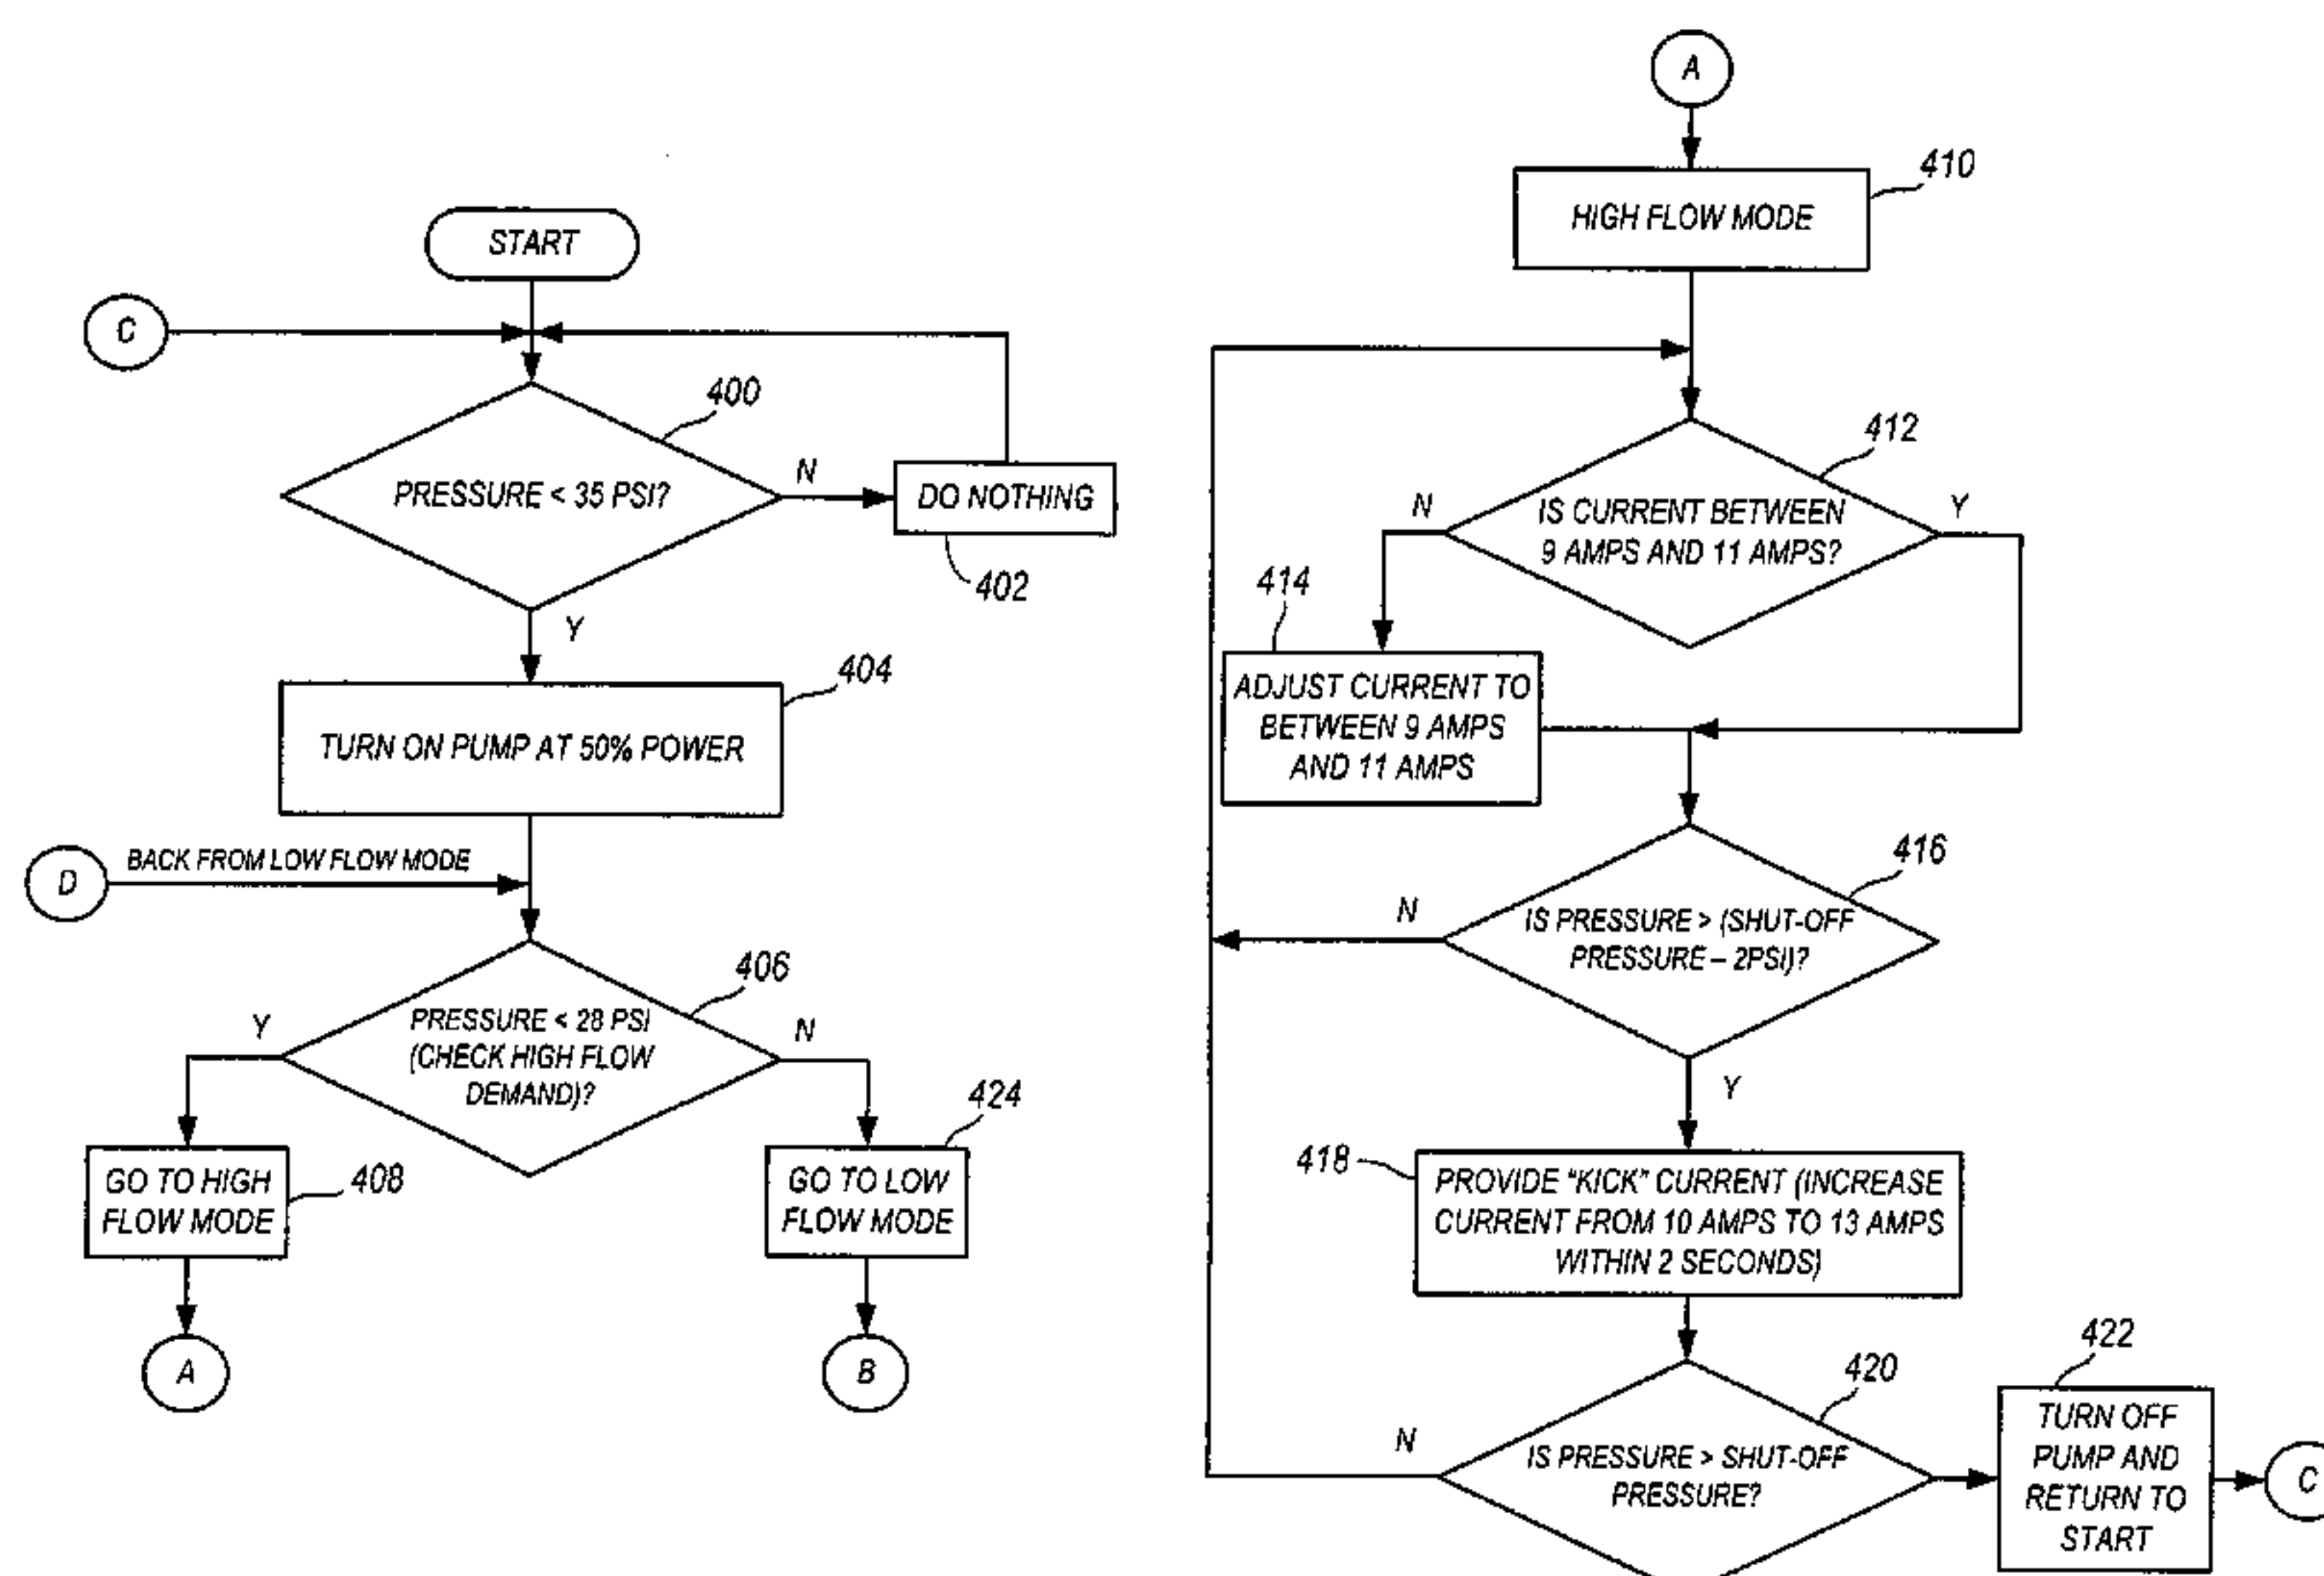 START
C
400
PRESSURE < 35 PSI?
N
DO NOTHING
402
Y
404
TURN ON PUMP AT 50% POWER
D
BACK FROM LOW FLOW MODE
406
PRESSURE < 28 PSI
(CHECK HIGH FLOW
DEMAND)?
Y
N
GO TO HIGH
FLOW MODE
408
424
GO TO LOW
FLOW MODE
A
B
A
410
HIGH FLOW MODE
412
IS CURRENT BETWEEN
9 AMPS AND 11 AMPS?
N
Y
414
ADJUST CURRENT TO
BETWEEN 9 AMPS
AND 11 AMPS
416
IS PRESSURE > (SHUT-OFF
PRESSURE – 2PSI)?
N
Y
418
PROVIDE “KICK” CURRENT (INCREASE
CURRENT FROM 10 AMPS TO 13 AMPS
WITHIN 2 SECONDS)
420
IS PRESSURE > SHUT-OFF
PRESSURE?
N
422
TURN OFF
PUMP AND
RETURN TO
START
C